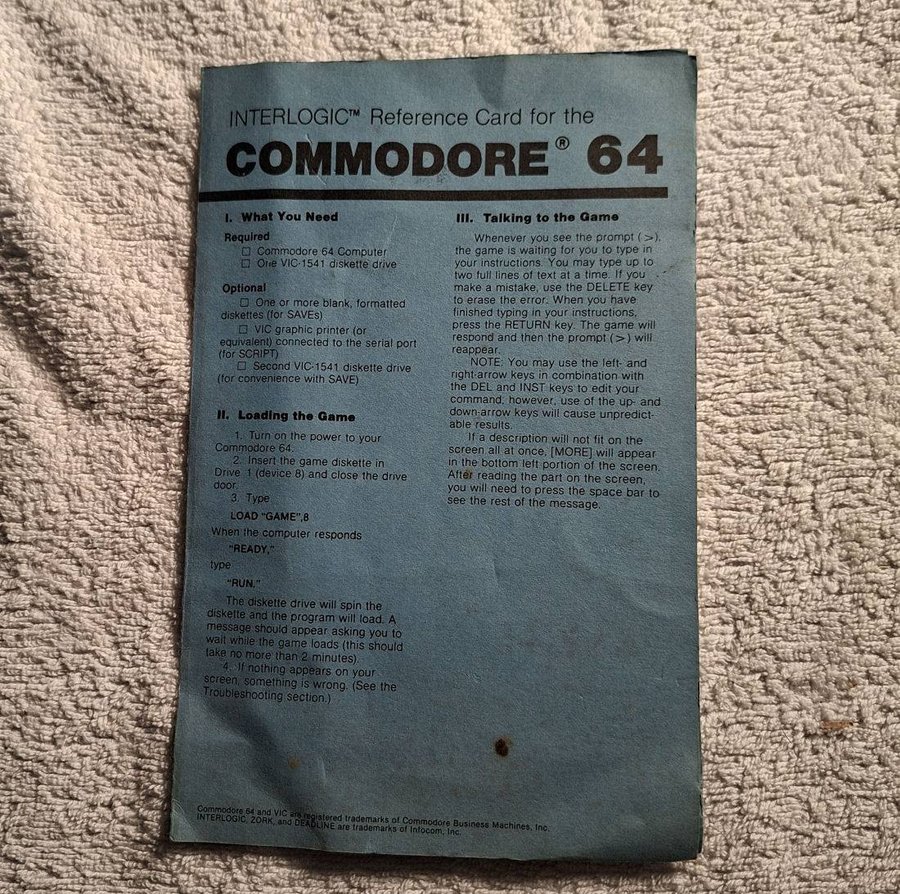 INTERLOGIC™ Reference Card for the
COMMODORE® 64
I. What You Need
Required
☐ Commodore 64 Computer
☐ One VIC-1541 diskette drive
Optional
☐ One or more blank, formatted
diskettes (for SAVEs)
☐ VIC graphic printer (or
equivalent) connected to the serial port
(for SCRIPT)
☐ Second VIC-1541 diskette drive
(for convenience with SAVE)
II. Loading the Game
1. Turn on the power to your
Commodore 64.
2. Insert the game diskette in
Drive 1 (device 8) and close the drive
door.
3. Type
LOAD "GAME",8
When the computer responds
"READY,"
type
"RUN."
The diskette drive will spin the
diskette and the program will load. A
message should appear asking you to
wait while the game loads (this should
take no more than 2 minutes).
4. If nothing appears on your
screen, something is wrong. (See the
Troubleshooting section.)
III. Talking to the Game
Whenever you see the prompt (>),
the game is waiting for you to type in
your instructions. You may type up to
two full lines of text at a time. If you
make a mistake, use the DELETE key
to erase the error. When you have
finished typing in your instructions,
press the RETURN key. The game will
respond and then the prompt (>) will
reappear.
NOTE: You may use the left- and
right-arrow keys in combination with
the DEL and INST keys to edit your
command, however, use of the up- and
down-arrow keys will cause unpredict-
able results.
If a description will not fit on the
screen all at once, [MORE] will appear
in the bottom left portion of the screen.
After reading the part on the screen,
you will need to press the space bar to
see the rest of the message.
Commodore 64 and VIC are registered trademarks of Commodore Business Machines, Inc.
INTERLOGIC, ZORK, and DEADLINE are trademarks of Infocom, Inc.